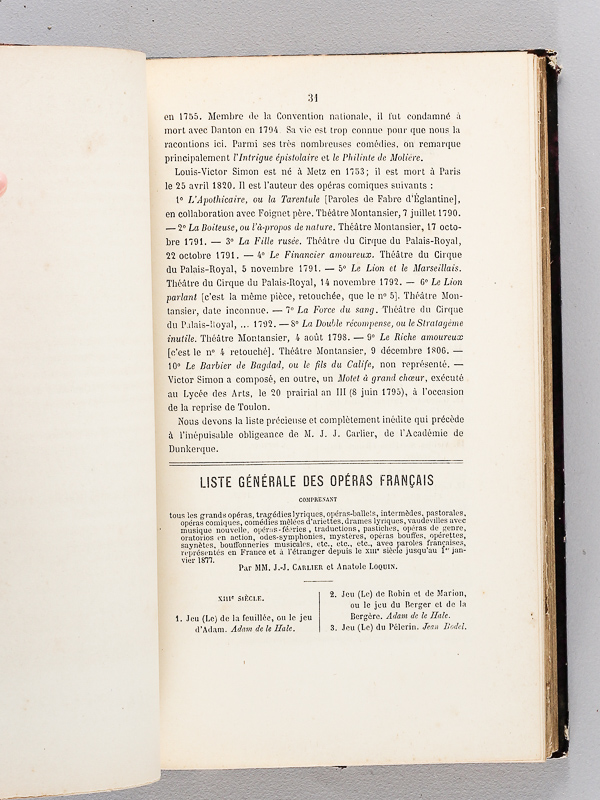 31
en 1755. Membre de la Convention nationale, il fut condamné à
mort avec Danton en 1794. Sa vie est trop connue pour que nous la
racontions ici. Parmi ses très nombreuses comédies, on remarque
principalement l'Intrigue épistolaire et le Philinte de Molière.
Louis-Victor Simon est né à Metz en 1753; il est mort à Paris
le 25 avril 1820. Il est l'auteur des opéras comiques suivants :
1º L'Apothicaire, ou la Tarentule [Paroles de Fabre d'Églantine],
en collaboration avec Foignet père. Théâtre Montansier, 7 juillet 1790.
— 2º La Boiteuse, ou l'à-propos de nature. Théâtre Montansier, 17 octo-
bre 1791. — 3º La Fille rusée. Théâtre du Cirque du Palais-Royal,
22 octobre 1791. — 4º Le Financier amoureux. Théâtre du Cirque
du Palais-Royal, 5 novembre 1791. — 5º Le Lion et le Marseillais.
Théâtre du Cirque du Palais-Royal, 14 novembre 1792. — 6º Le Lion
parlant [c'est la même pièce, retouchée, que le nº 5]. Théâtre Mon-
tansier, date inconnue. — 7º La Force du sang. Théâtre du Cirque
du Palais-Royal, ... 1792. — 8º La Double récompense, ou le Stratagème
inutile. Théâtre Montansier, 4 août 1798. — 9º Le Riche amoureux
[c'est le nº 4 retouché]. Théâtre Montansier, 9 décembre 1806. —
10º Le Barbier de Bagdad, ou le fils du Calife, non représenté. —
Victor Simon a composé, en outre, un Motet à grand chœur, exécuté
au Lycée des Arts, le 20 prairial an III (8 juin 1795), à l'occasion
de la reprise de Toulon.
Nous devons la liste précieuse et complètement inédite qui précède
à l'inépuisable obligeance de M. J. J. Carlier, de l'Académie de
Dunkerque.
LISTE GÉNÉRALE DES OPÉRAS FRANÇAIS
COMPRENANT
tous les grands opéras, tragédies lyriques, opéras-ballets, intermèdes, pastorales,
opéras comiques, comédies mêlées d'ariettes, drames lyriques, vaudevilles avec
musique nouvelle, opéras-féeries, traductions, pastiches, opéras de genre,
oratorios en action, odes-symphonies, mystères, opéras bouffes, opérettes,
saynètes, bouffonneries musicales, etc., etc., etc., avec paroles françaises,
représentés en France et à l'étranger depuis le XIIIe siècle jusqu'au 1er jan-
vier 1877.
Par MM. J.-J. CARLIER et Anatole LOQUIN.
XIIIe SIÈCLE.
1. Jeu (Le) de la feuillée, ou le jeu
d'Adam. Adam de le Hale.
2. Jeu (Le) de Robin et de Marion,
ou le jeu du Berger et de la
Bergère. Adam de le Hale.
3. Jeu (Le) du Pélerin. Jean Bodel.